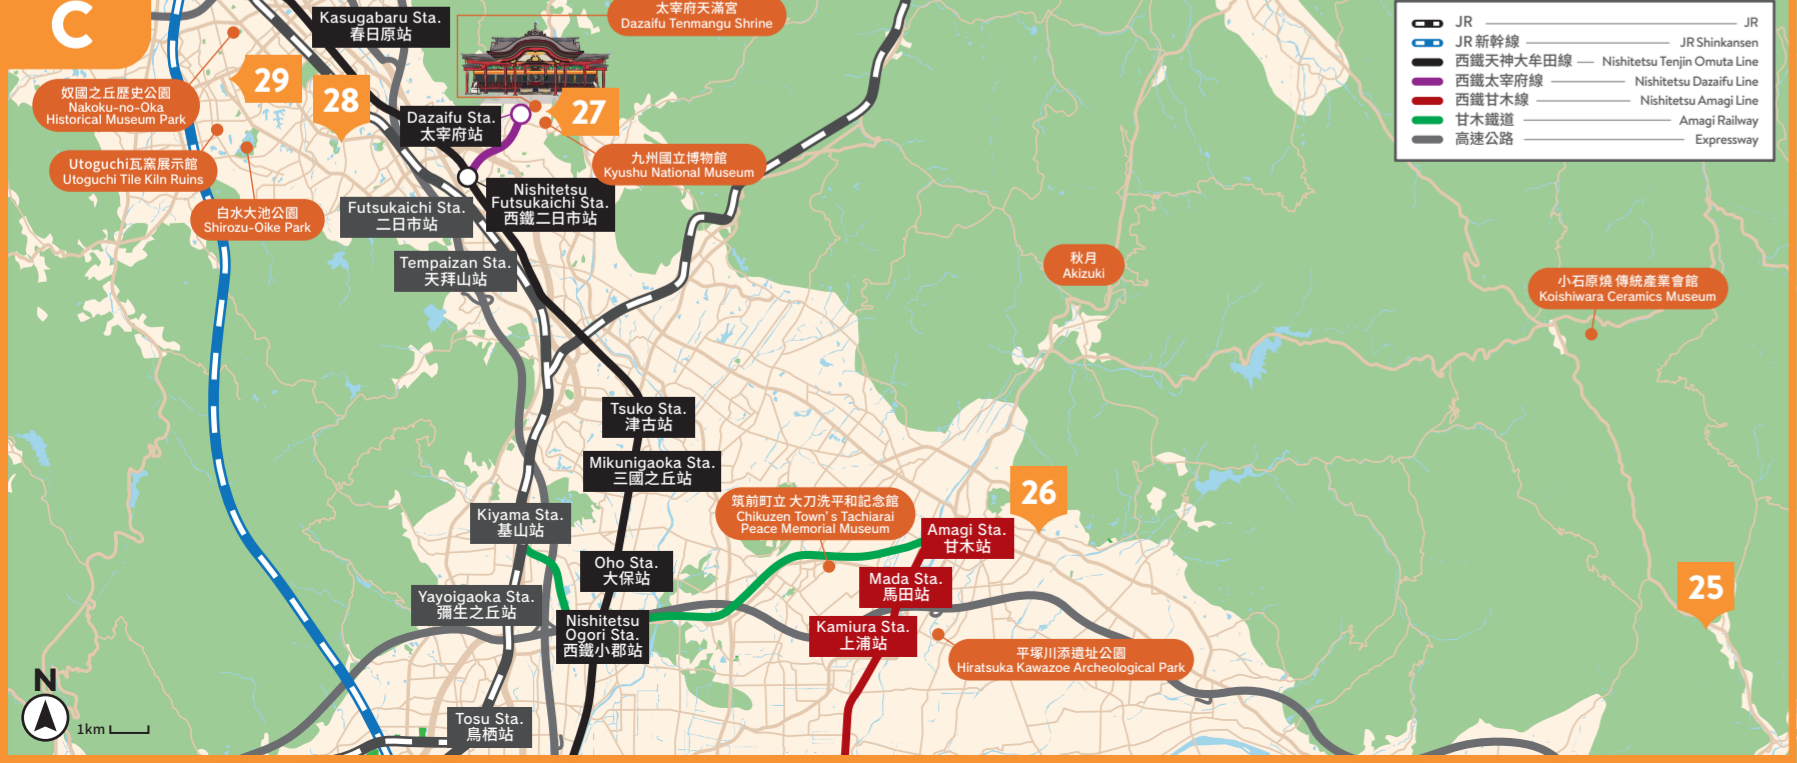 C
Kasugabaru Sta.
春日原站
太宰府天滿宮
Dazaifu Tenmangu Shrine
JR
JR
JR新幹線
JR Shinkansen
西鐵天神大牟田線
Nishitetsu Tenjin Omuta Line
西鐵太宰府線
Nishitetsu Dazaifu Line
西鐵甘木線
Nishitetsu Amagi Line
甘木鐵道
Amagi Railway
高速公路
Expressway
奴國之丘歷史公園
Nakoku-no-Oka
Historical Museum Park
29
28
27
Dazaifu Sta.
太宰府站
Utoguchi瓦窯展示館
Utoguchi Tile Kiln Ruins
九州國立博物館
Kyushu National Museum
白水大池公園
Shirozu-Oike Park
Futsukaichi Sta.
二日市站
Nishitetsu
Futsukaichi Sta.
西鐵二日市站
Tempaizan Sta.
天拜山站
秋月
Akizuki
小石原燒 傳統產業會館
Koishiwara Ceramics Museum
Tsuko Sta.
津古站
Mikunigaoka Sta.
三國之丘站
Kiyama Sta.
基山站
筑前町立 大刀洗平和記念館
Chikuzen Town's Tachiarai
Peace Memorial Museum
26
Amagi Sta.
甘木站
Oho Sta.
大保站
Mada Sta.
馬田站
25
Yayoigaoka Sta.
彌生之丘站
Nishitetsu
Ogori Sta.
西鐵小郡站
Kamiura Sta.
上浦站
平塚川添遺址公園
Hiratsuka Kawazoe Archeological Park
N
1km
Tosu Sta.
鳥栖站